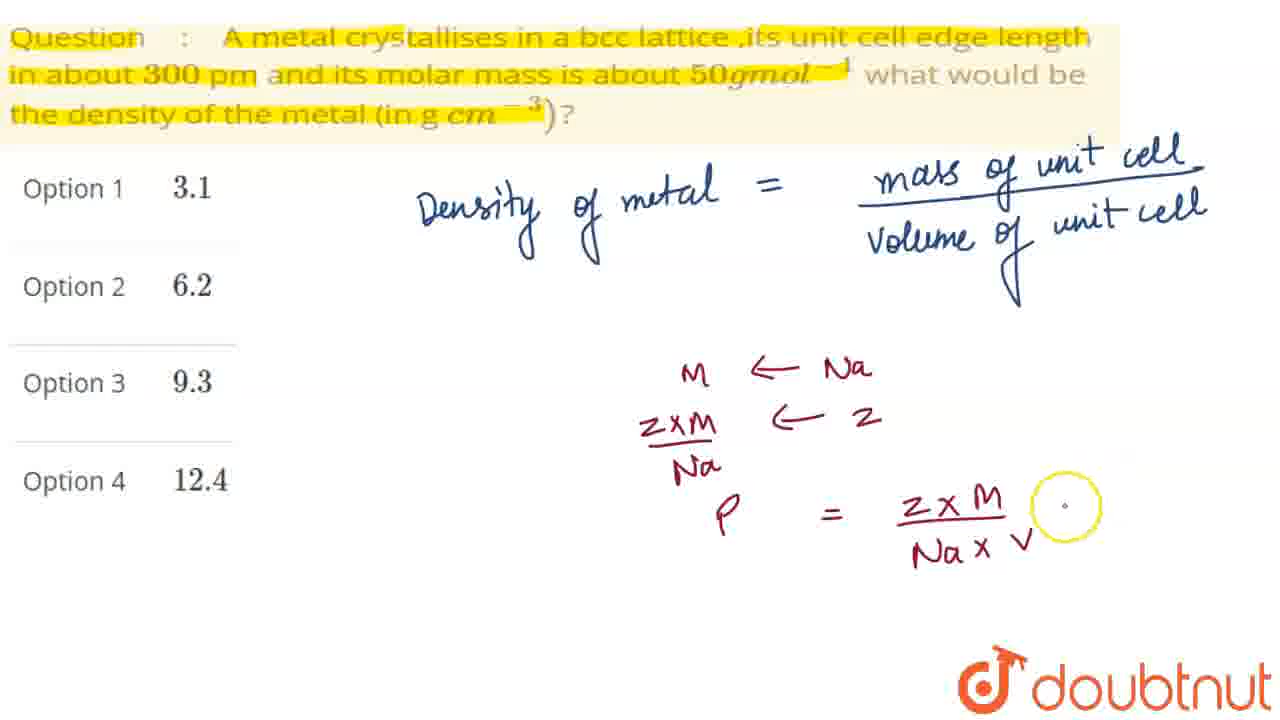 Question : A metal crystallises in a bcc lattice ,its unit cell edge length
in about 300 pm and its molar mass is about 50gmol⁻¹ what would be
the density of the metal (in g cm⁻³)?
Option 1 3.1
Option 2 6.2
Option 3 9.3
Option 4 12.4
Density of metal = mass of unit cell
Volume of unit cell
M ← Na
Z×M ← Z
Na
ρ = Z×M
Na × V
doubtnut